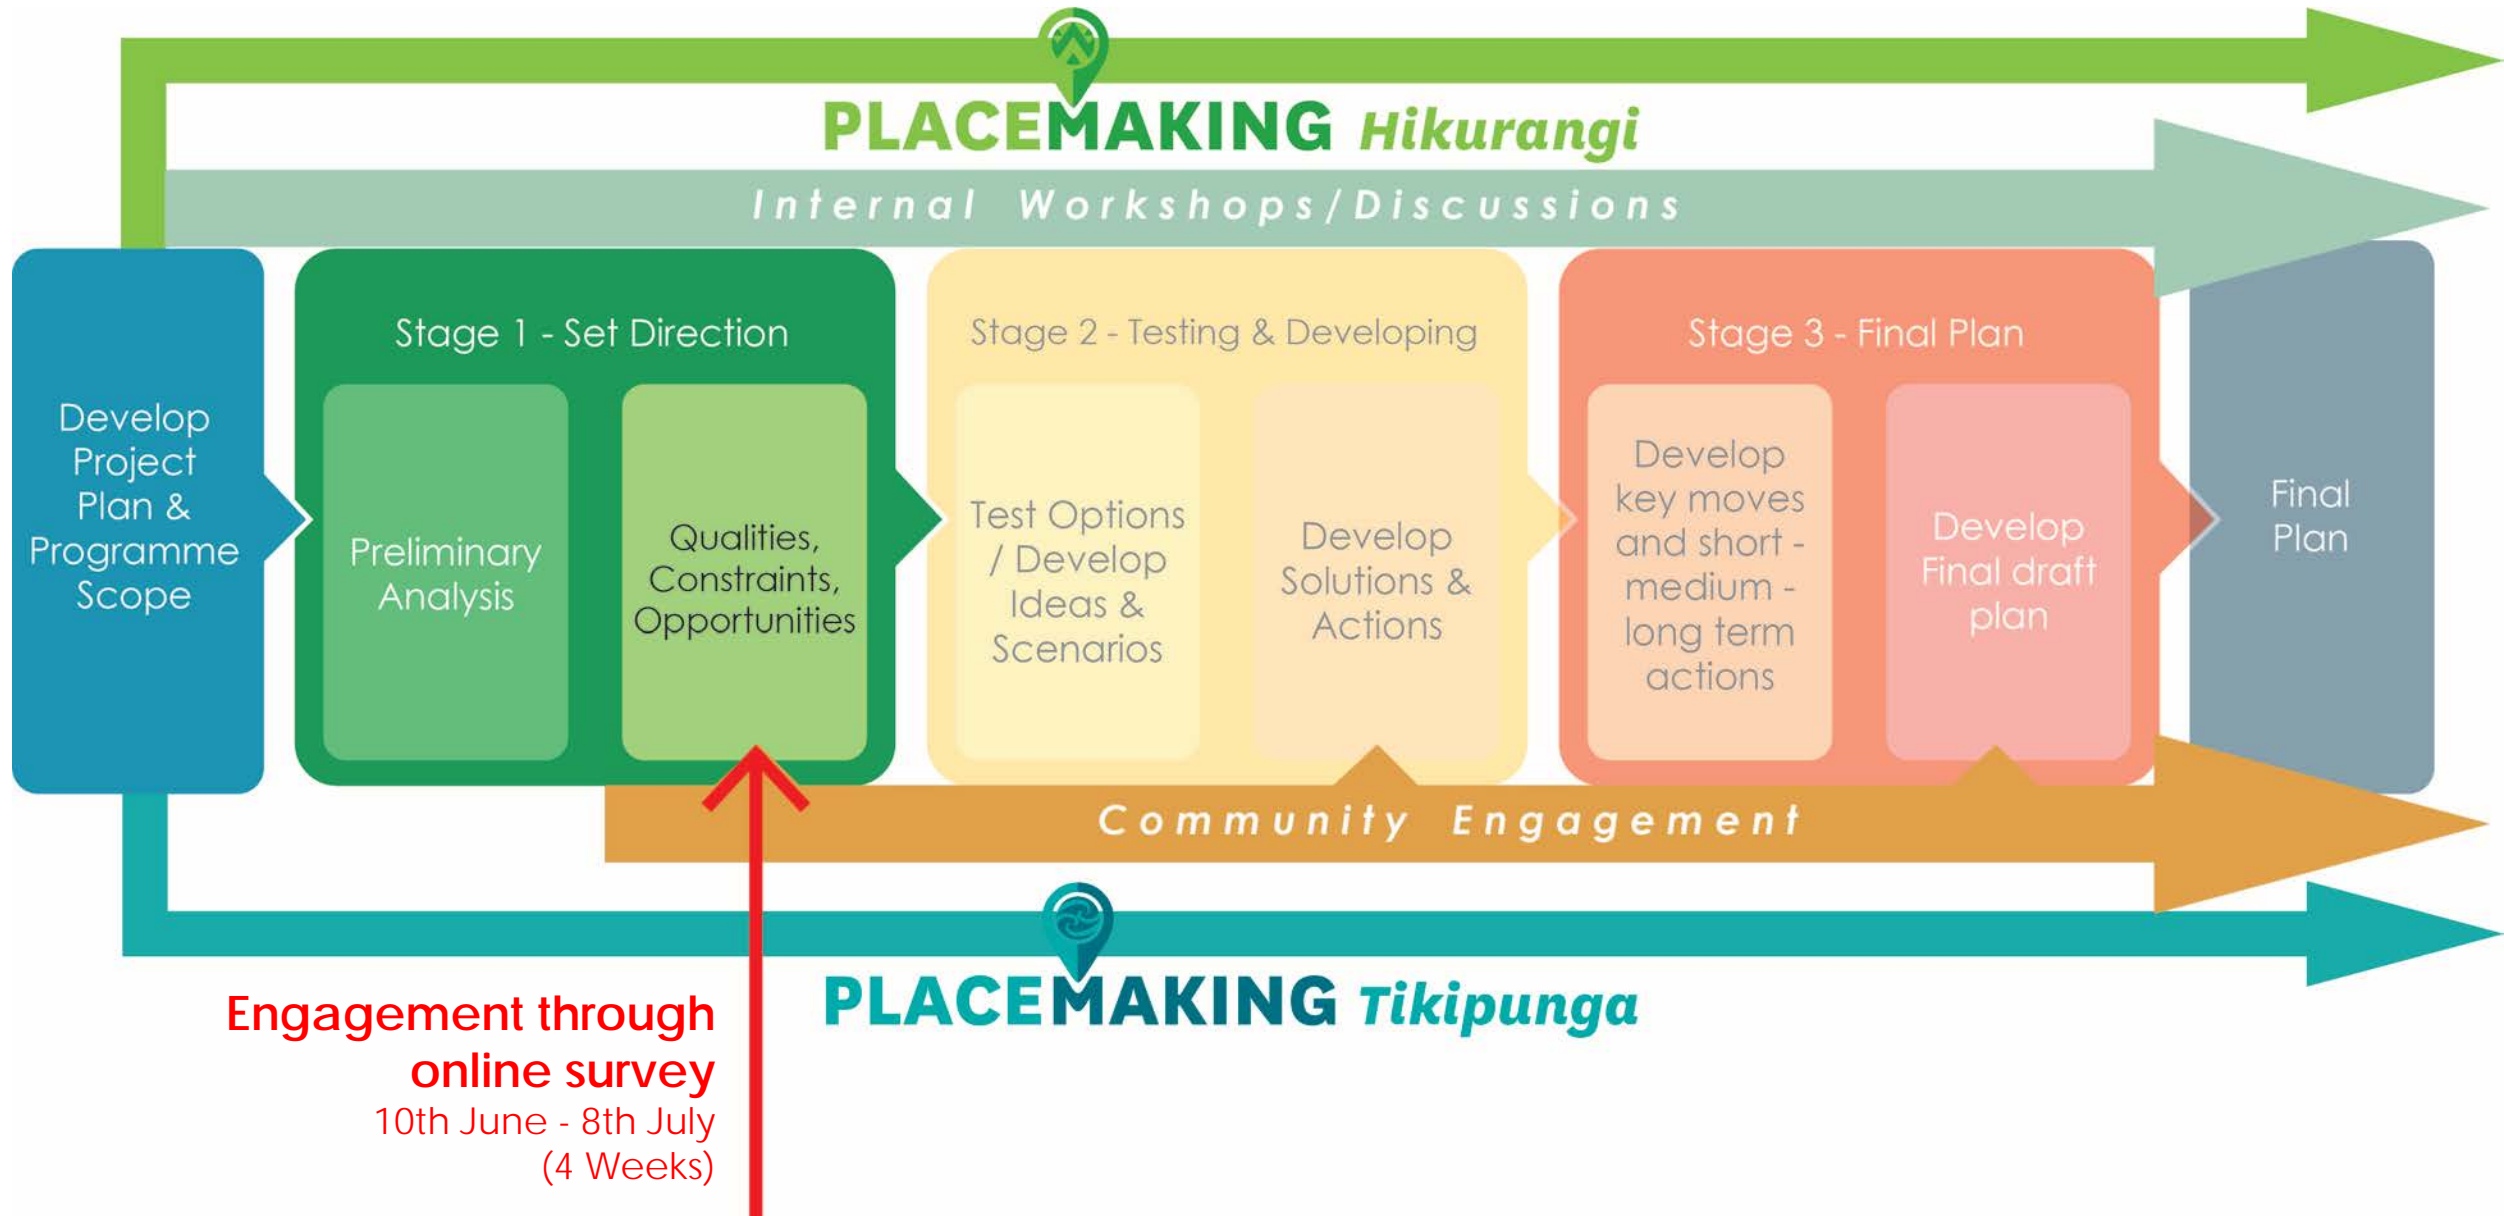 PLACEMAKING Hikurangi
Internal Workshops/Discussions
Develop
Project
Plan &
Programme
Scope
Stage 1 - Set Direction
Preliminary
Analysis
Qualities,
Constraints,
Opportunities
Stage 2 - Testing & Developing
Test Options
/ Develop
Ideas &
Scenarios
Develop
Solutions &
Actions
Stage 3 - Final Plan
Develop
key moves
and short -
medium -
long term
actions
Develop
Final draft
plan
Final
Plan
Community Engagement
PLACEMAKING Tikipunga
Engagement through
online survey
10th June - 8th July
(4 Weeks)